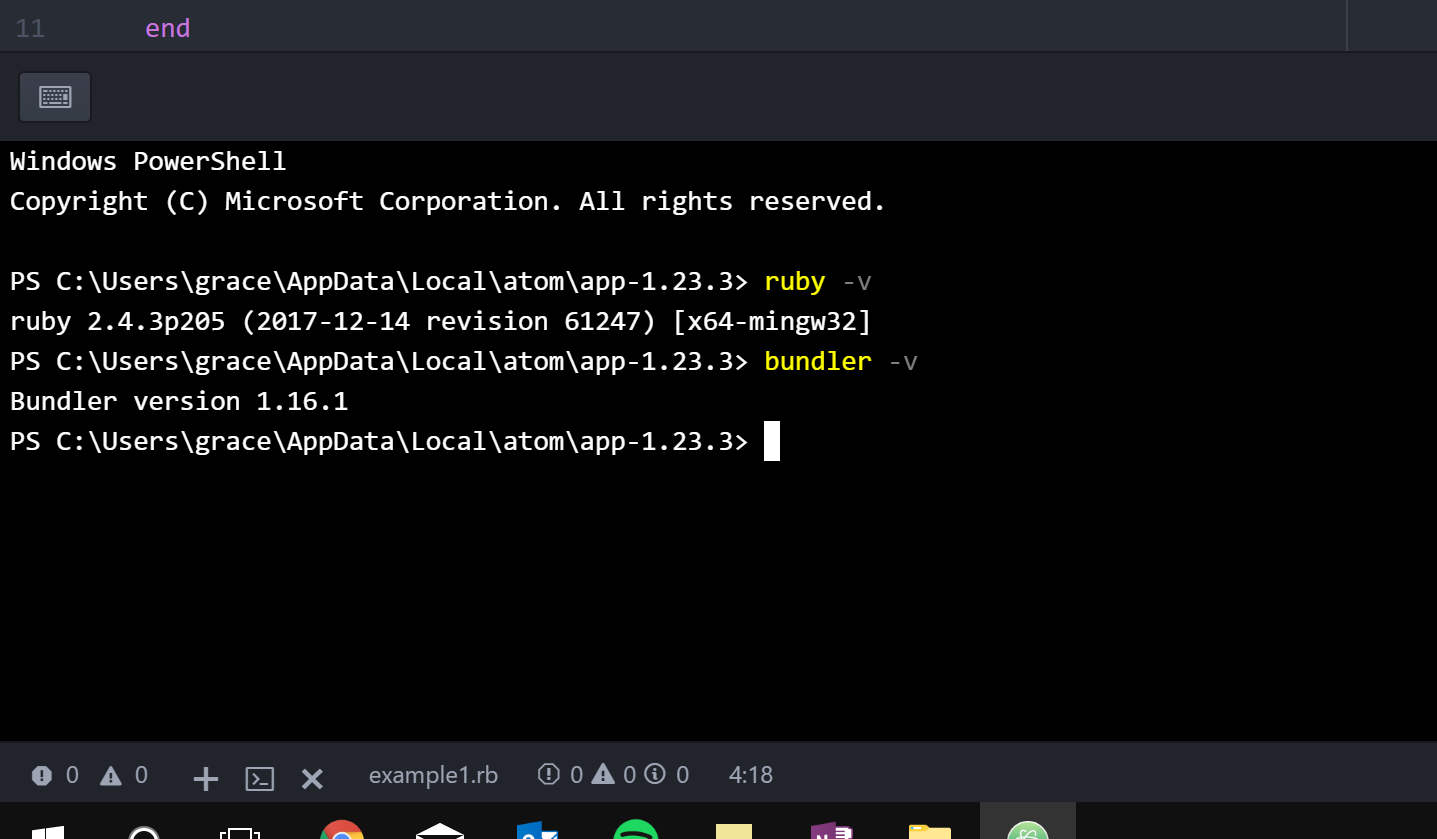 11 end
Windows PowerShell
Copyright (C) Microsoft Corporation. All rights reserved.
PS C:\Users\grace\AppData\Local\atom\app-1.23.3> ruby -v
ruby 2.4.3p205 (2017-12-14 revision 61247) [x64-mingw32]
PS C:\Users\grace\AppData\Local\atom\app-1.23.3> bundler -v
Bundler version 1.16.1
PS C:\Users\grace\AppData\Local\atom\app-1.23.3>
0 0 example1.rb 0 0 0 4:18